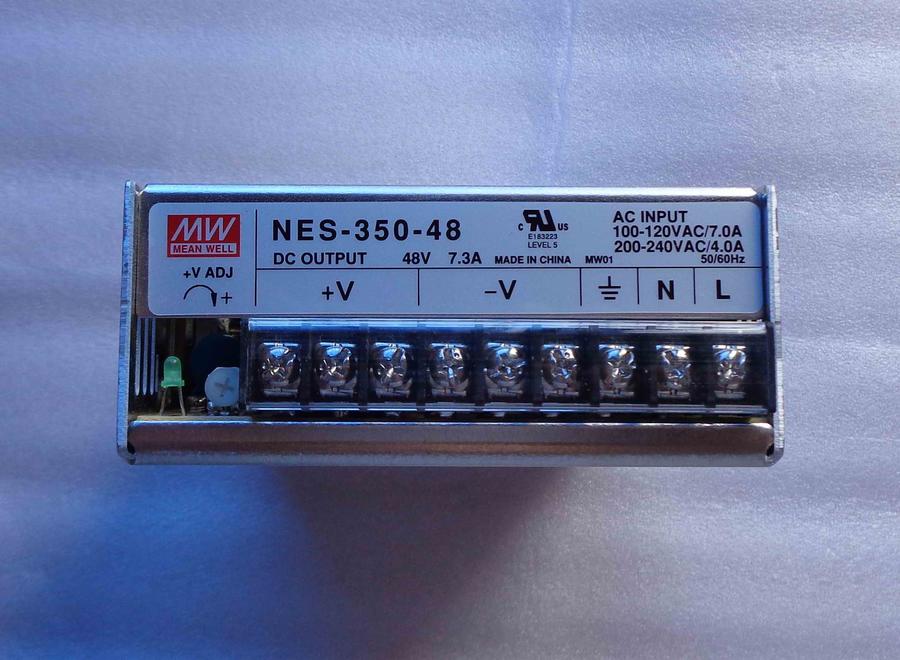 MW
MEAN WELL
+V ADJ
+
NES-350-48
DC OUTPUT 48V 7.3A MADE IN CHINA MW01
c RU US
E183223
LEVEL 5
AC INPUT
100-120VAC/7.0A
200-240VAC/4.0A
50/60Hz
+V -V ⏚ N L